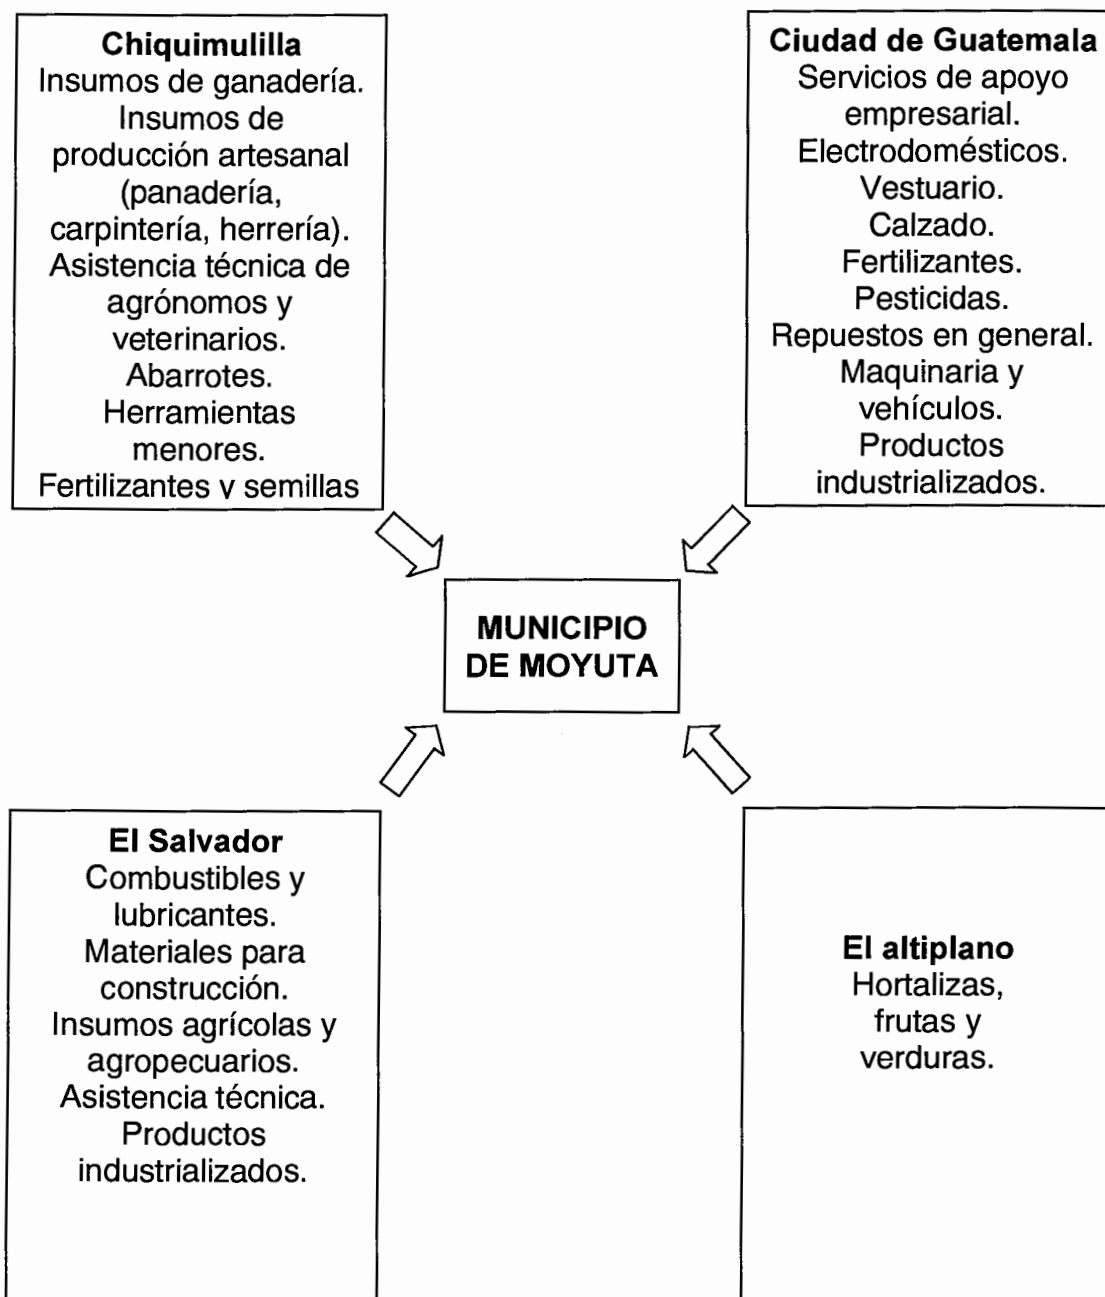 Chiquimulilla
Insumos de ganadería.
Insumos de
producción artesanal
(panadería,
carpintería, herrería).
Asistencia técnica de
agrónomos y
veterinarios.
Abarrotes.
Herramientas
menores.
Fertilizantes y semillas
Ciudad de Guatemala
Servicios de apoyo
empresarial.
Electrodomésticos.
Vestuario.
Calzado.
Fertilizantes.
Pesticidas.
Repuestos en general.
Maquinaria y
vehículos.
Productos
industrializados.
MUNICIPIO
DE MOYUTA
El Salvador
Combustibles y
lubricantes.
Materiales para
construcción.
Insumos agrícolas y
agropecuarios.
Asistencia técnica.
Productos
industrializados.
El altiplano
Hortalizas,
frutas y
verduras.